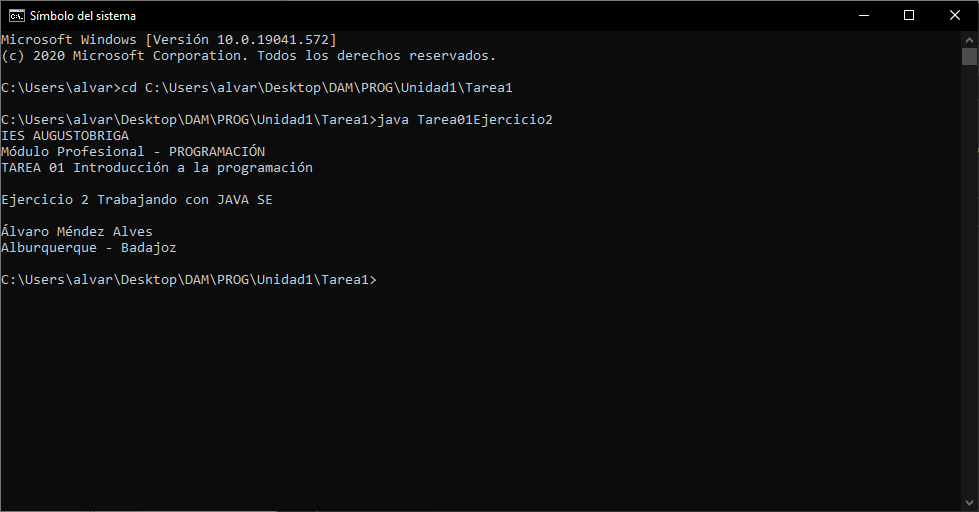 Símbolo del sistema
Microsoft Windows [Versión 10.0.19041.572]
(c) 2020 Microsoft Corporation. Todos los derechos reservados.
C:\Users\alvar>cd C:\Users\alvar\Desktop\DAM\PROG\Unidad1\Tarea1
C:\Users\alvar\Desktop\DAM\PROG\Unidad1\Tarea1>java Tarea01Ejercicio2
IES AUGUSTOBRIGA
Módulo Profesional - PROGRAMACIÓN
TAREA 01 Introducción a la programación
Ejercicio 2 Trabajando con JAVA SE
Álvaro Méndez Alves
Alburquerque - Badajoz
C:\Users\alvar\Desktop\DAM\PROG\Unidad1\Tarea1>